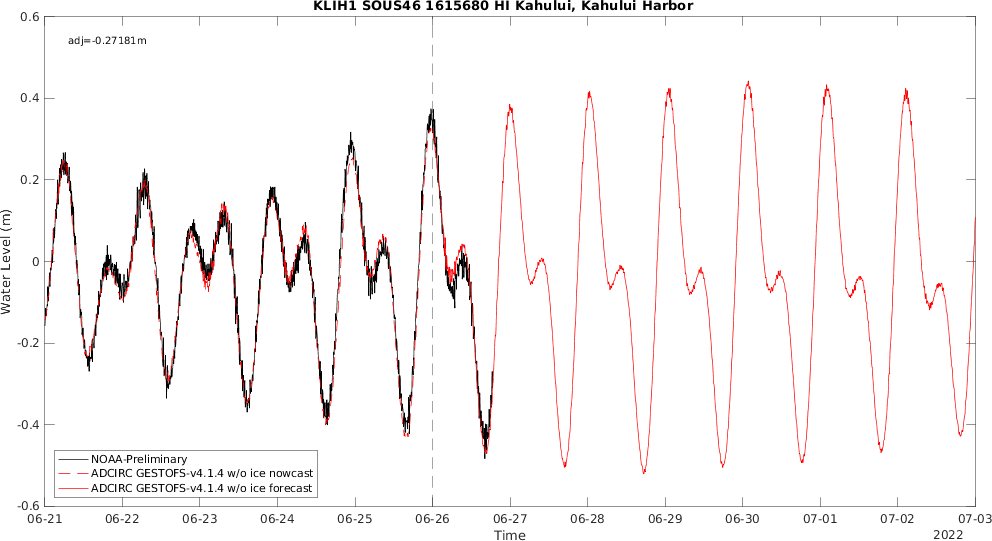 KLIH1 SOUS46 1615680 HI Kahului, Kahului Harbor
adj=-0.27181m
0.6
0.4
0.2
0
-0.2
-0.4
-0.6
Water Level (m)
NOAA-Preliminary
ADCIRC GESTOFS-v4.1.4 w/o ice nowcast
ADCIRC GESTOFS-v4.1.4 w/o ice forecast
06-21 06-22 06-23 06-24 06-25 06-26 06-27 06-28 06-29 06-30 07-01 07-02 07-03
Time
2022